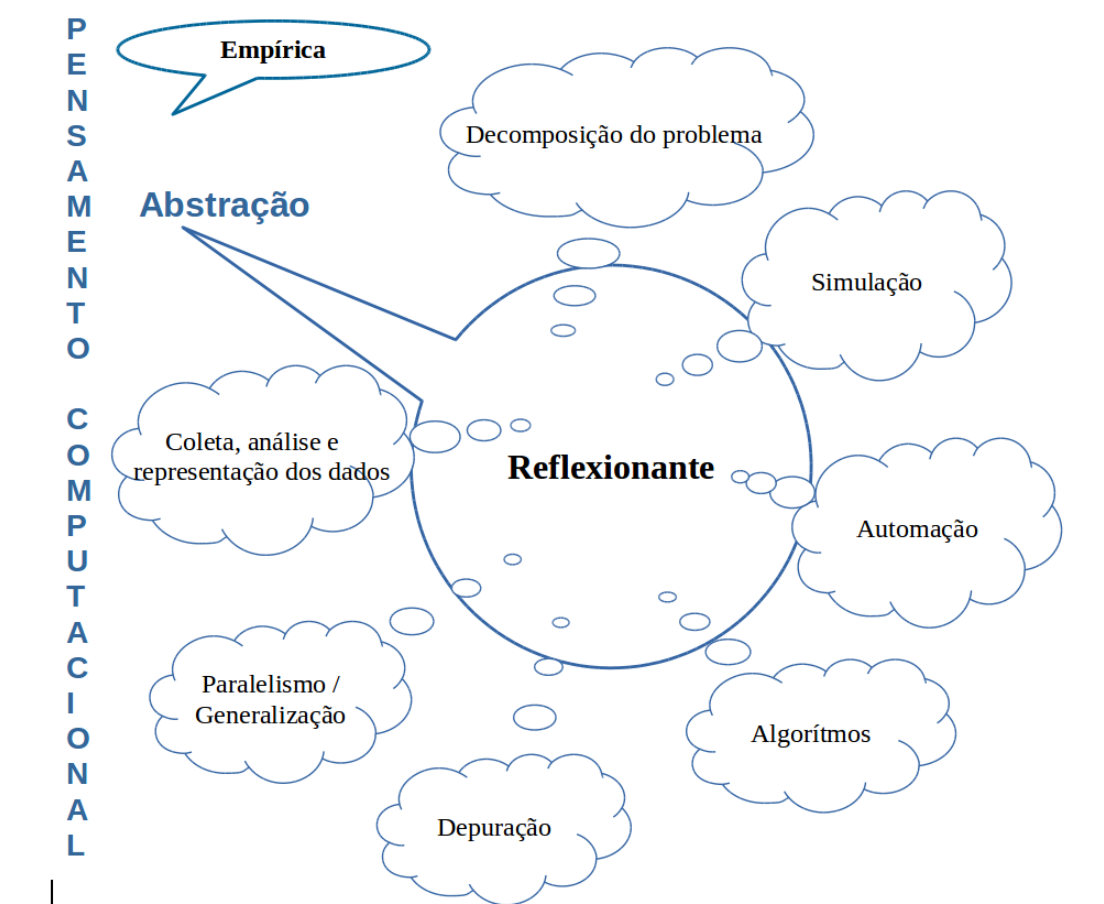 PENSAMENTO COMPUTACIONAL
Empírica
Decomposição do problema
Abstração
Simulação
Coleta, análise e
representação dos dados
Reflexionante
Automação
Paralelismo /
Generalização
Algorítmos
Depuração